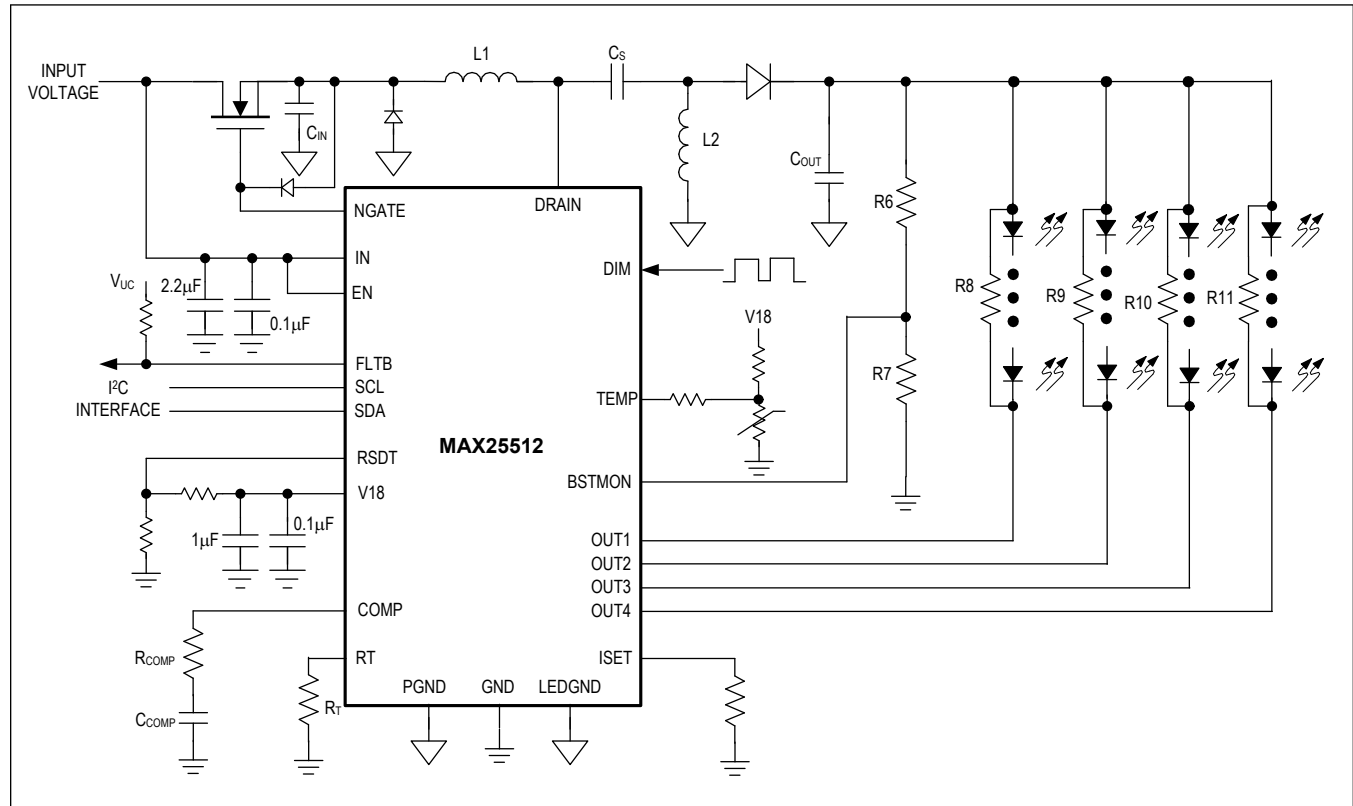 INPUT
VOLTAGE
L1
Cₛ
C_IN
L2
C_OUT
R6
NGATE
DRAIN
IN
EN
DIM
V_UC
2.2µF
0.1µF
R8
R9
R10
R11
V18
FLTB
I²C
INTERFACE
SCL
SDA
TEMP
R7
MAX25512
RSDT
V18
BSTMON
1µF
0.1µF
OUT1
OUT2
OUT3
OUT4
COMP
R_COMP
C_COMP
RT
R_T
PGND
GND
LEDGND
ISET